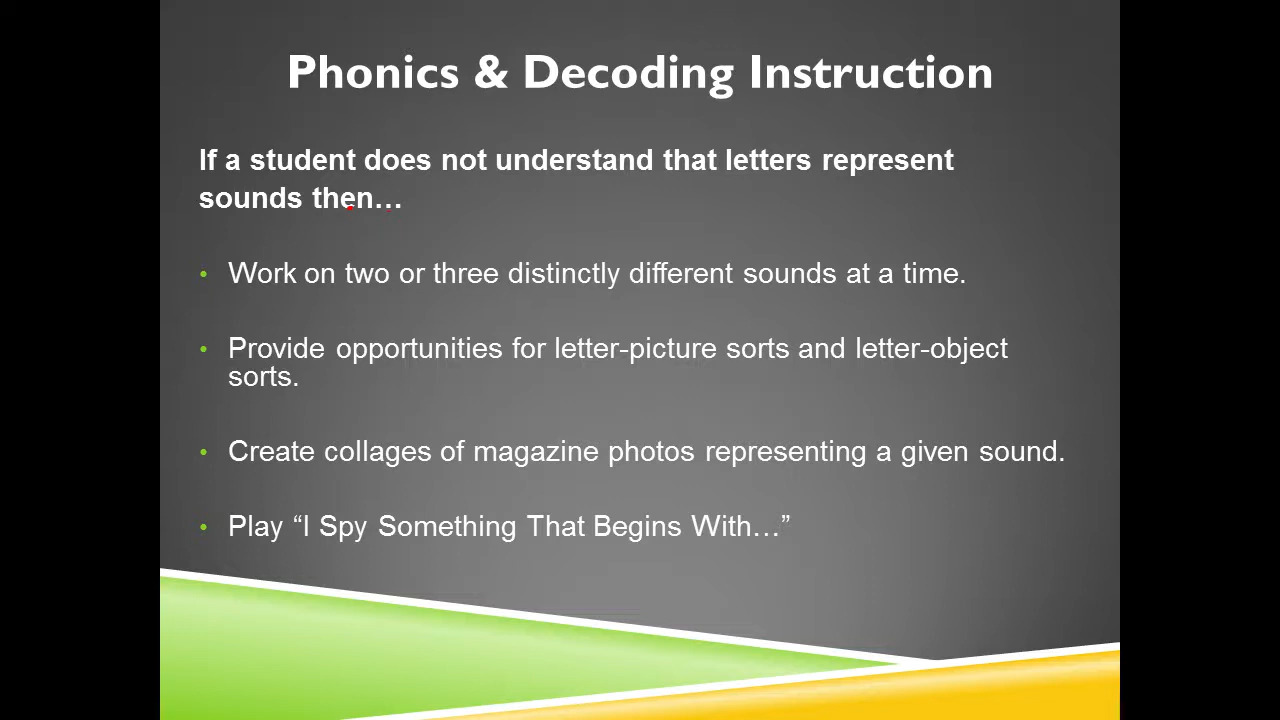 Phonics & Decoding Instruction
If a student does not understand that letters represent
sounds then…
• Work on two or three distinctly different sounds at a time.
• Provide opportunities for letter-picture sorts and letter-object
sorts.
• Create collages of magazine photos representing a given sound.
• Play “I Spy Something That Begins With…”